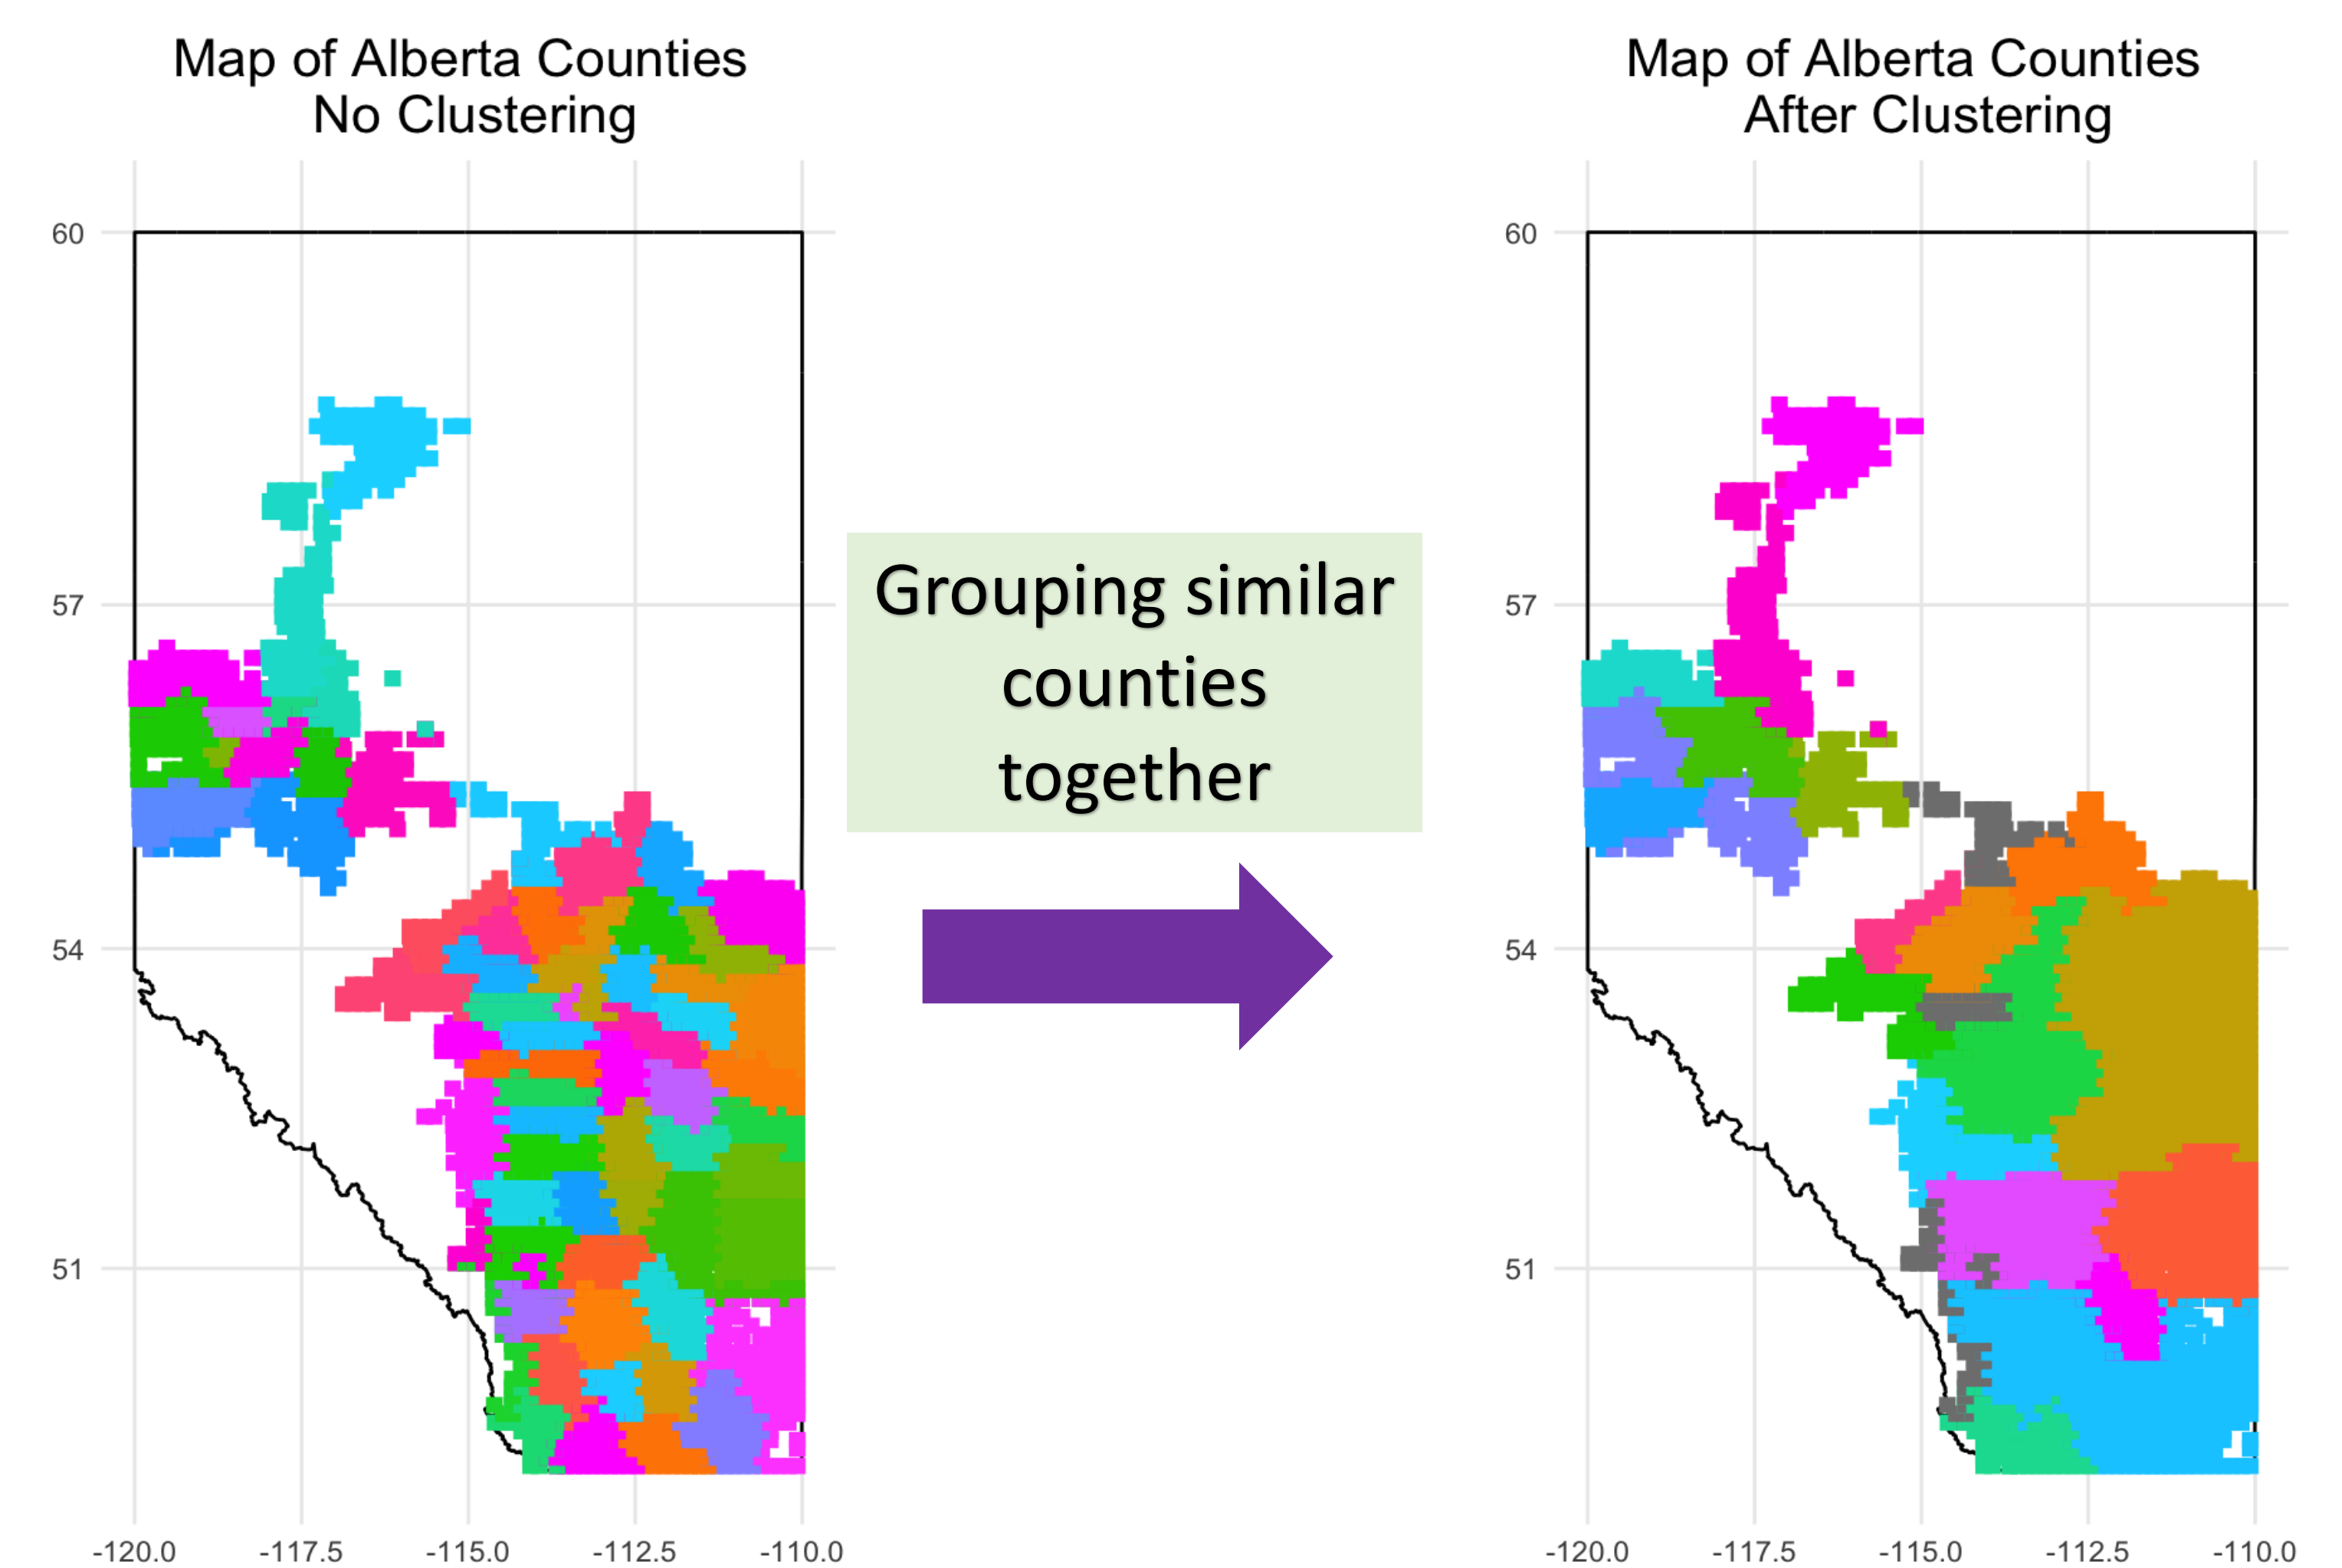 Map of Alberta Counties
No Clustering
60
57
54
51
-120.0 -117.5 -115.0 -112.5 -110.0
Grouping similar
counties
together
Map of Alberta Counties
After Clustering
60
57
54
51
-120.0 -117.5 -115.0 -112.5 -110.0